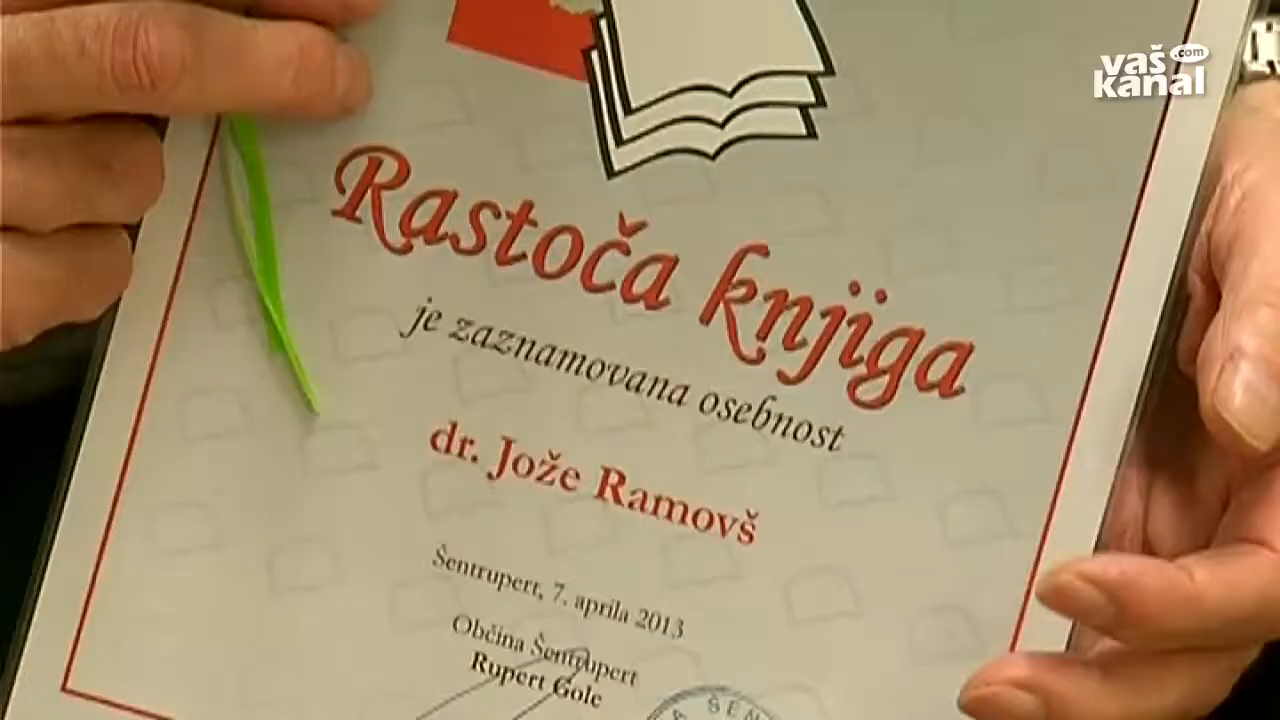 vaš .com
kanal
Rastoča knjiga
je zaznamovana osebnost
dr. Jože Ramovš
Šentrupert, 7. aprila 2013
Občina Šentrupert
Rupert Gole